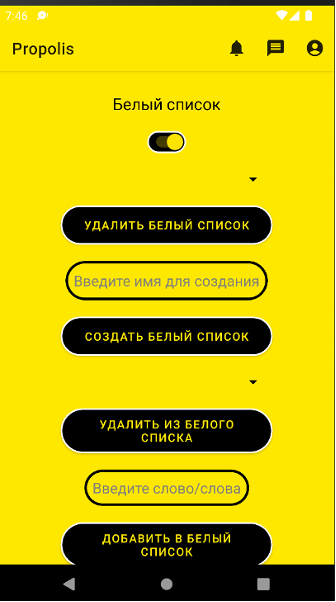 7:46
Propolis
Белый список
УДАЛИТЬ БЕЛЫЙ СПИСОК
Введите имя для создания
СОЗДАТЬ БЕЛЫЙ СПИСОК
УДАЛИТЬ ИЗ БЕЛОГО
СПИСКА
Введите слово/слова
ДОБАВИТЬ В БЕЛЫЙ
СПИСОК